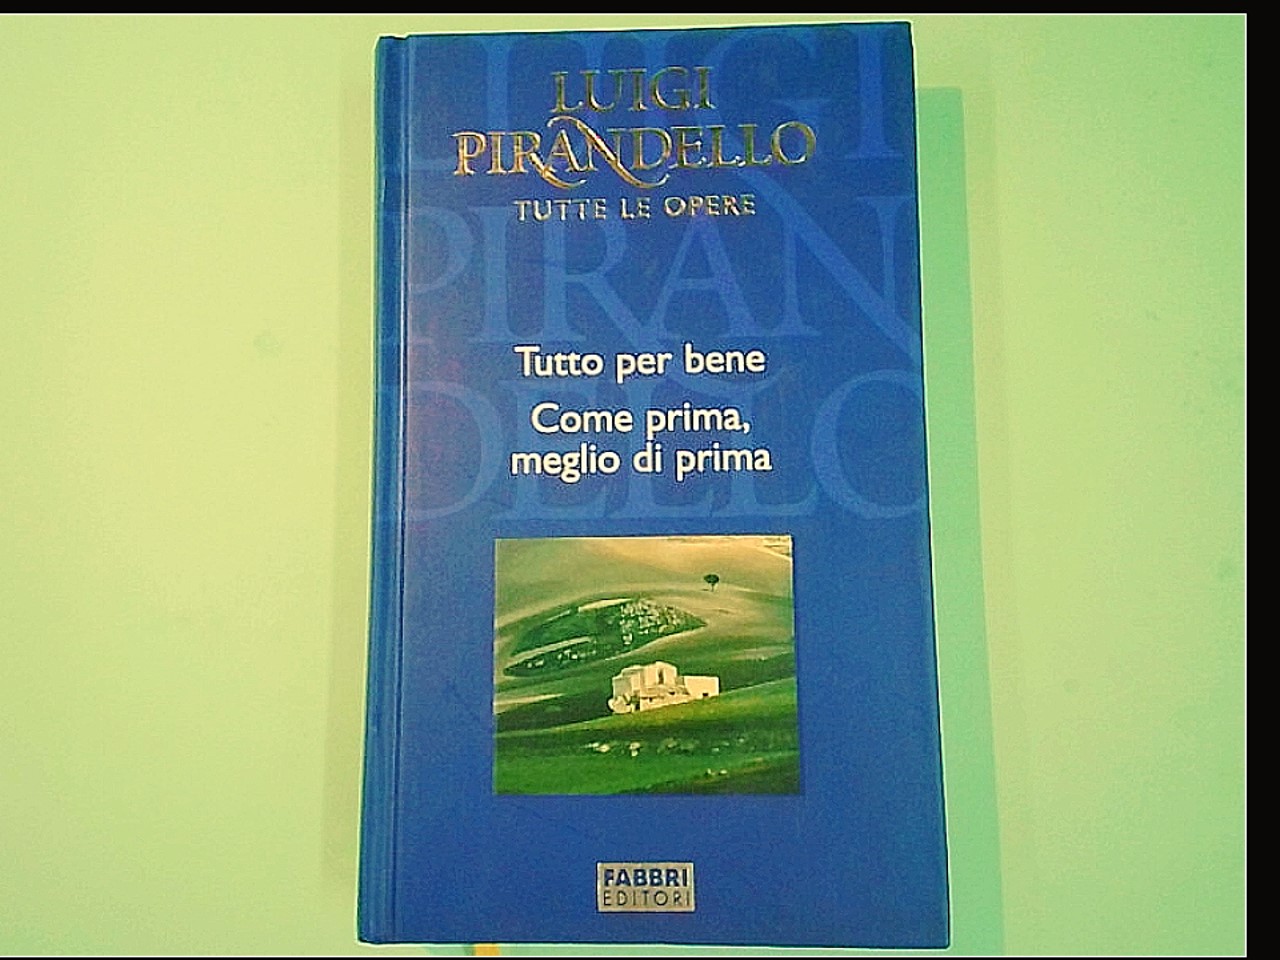 LUIGI
PIRANDELLO
TUTTE LE OPERE
Tutto per bene
Come prima,
meglio di prima
FABBRI
EDITORI